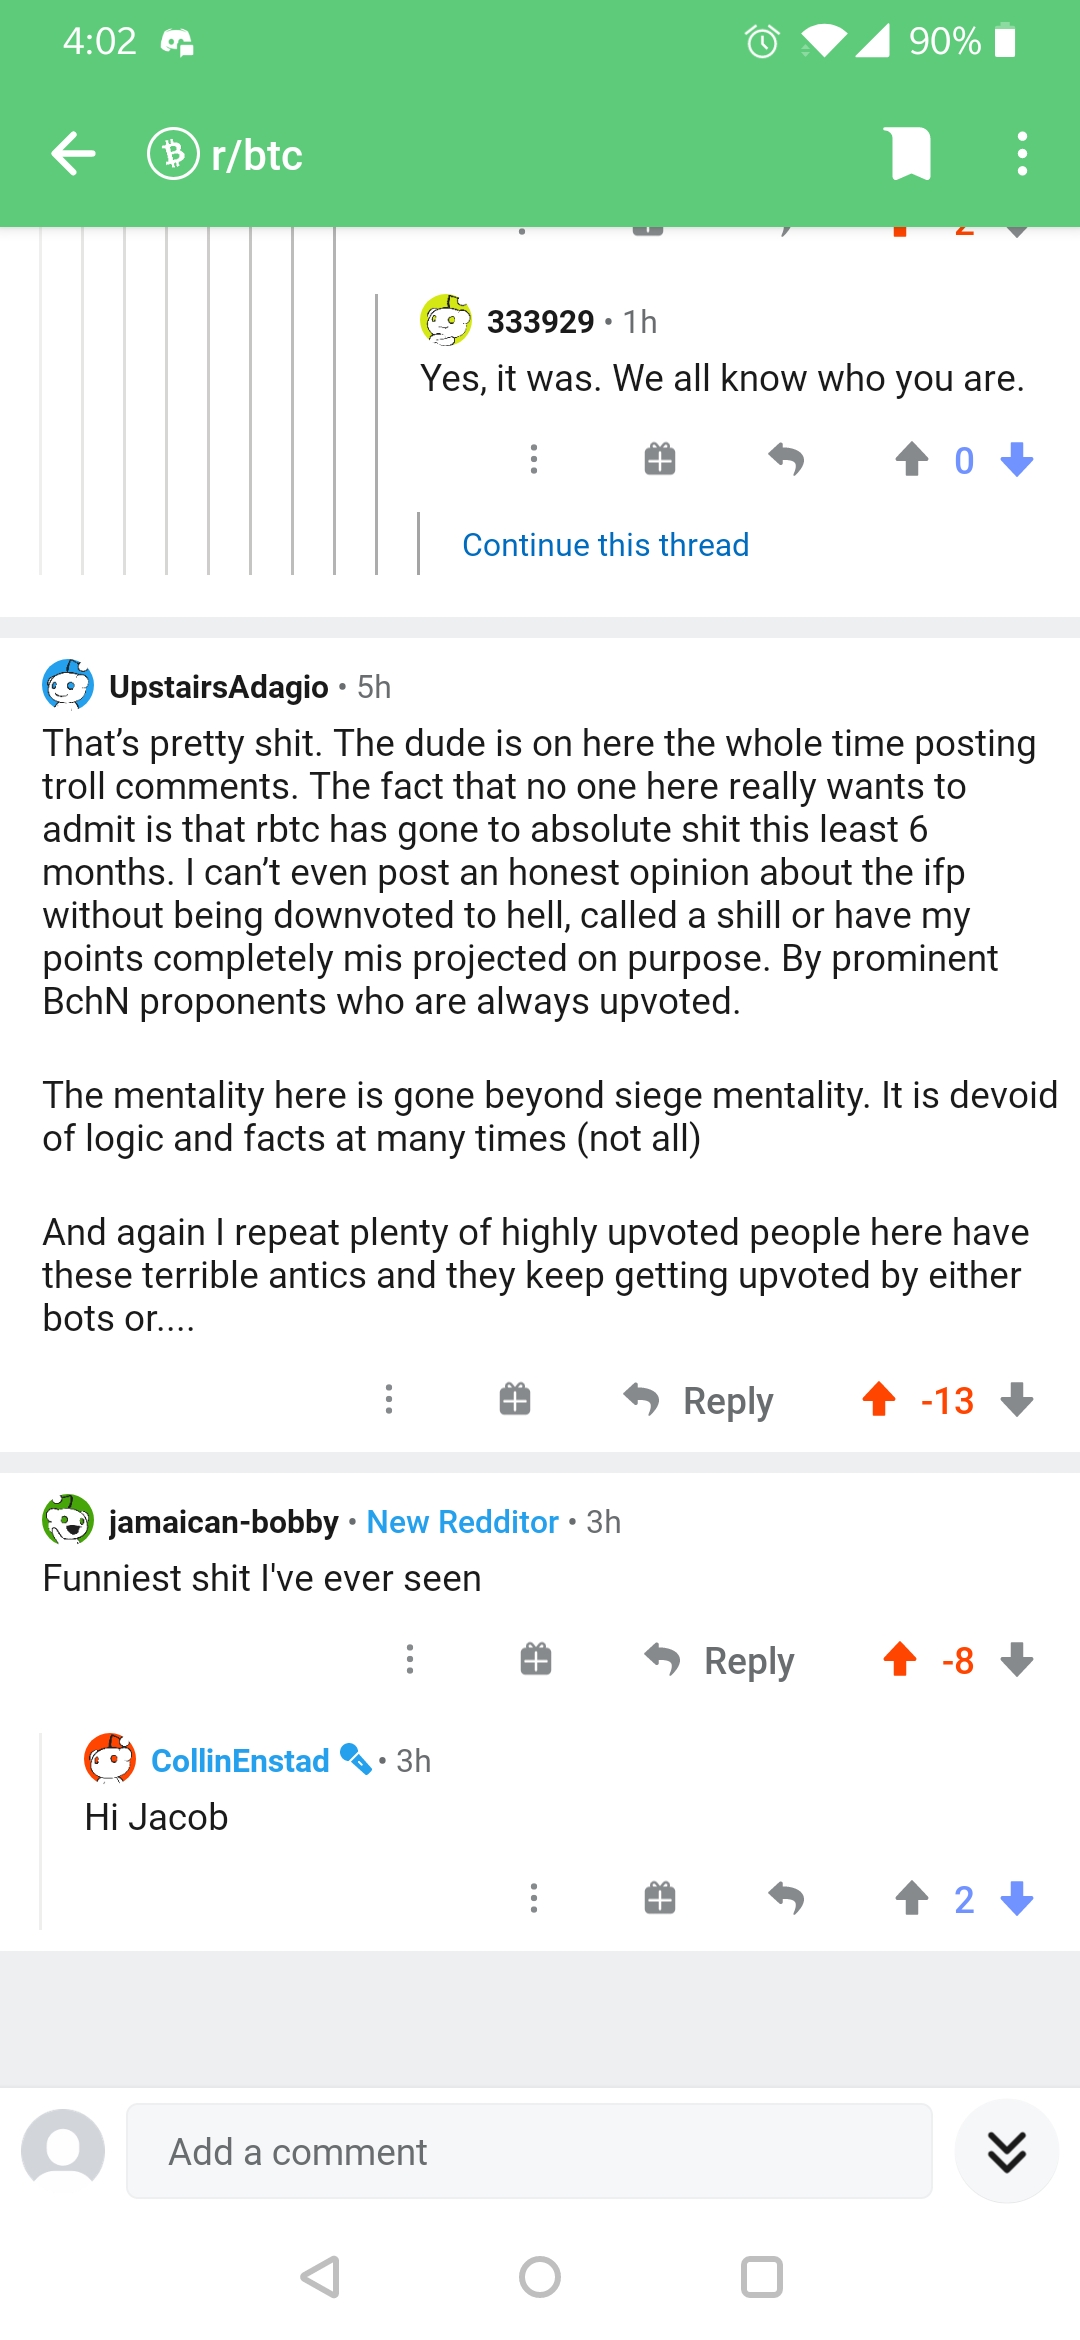 4:02
90%
r/btc
2
333929 • 1h
Yes, it was. We all know who you are.
0
Continue this thread
UpstairsAdagio • 5h
That’s pretty shit. The dude is on here the whole time posting
troll comments. The fact that no one here really wants to
admit is that rbtc has gone to absolute shit this least 6
months. I can’t even post an honest opinion about the ifp
without being downvoted to hell, called a shill or have my
points completely mis projected on purpose. By prominent
BchN proponents who are always upvoted.
The mentality here is gone beyond siege mentality. It is devoid
of logic and facts at many times (not all)
And again I repeat plenty of highly upvoted people here have
these terrible antics and they keep getting upvoted by either
bots or....
Reply -13
jamaican-bobby • New Redditor • 3h
Funniest shit I've ever seen
Reply -8
CollinEnstad • 3h
Hi Jacob
2
Add a comment